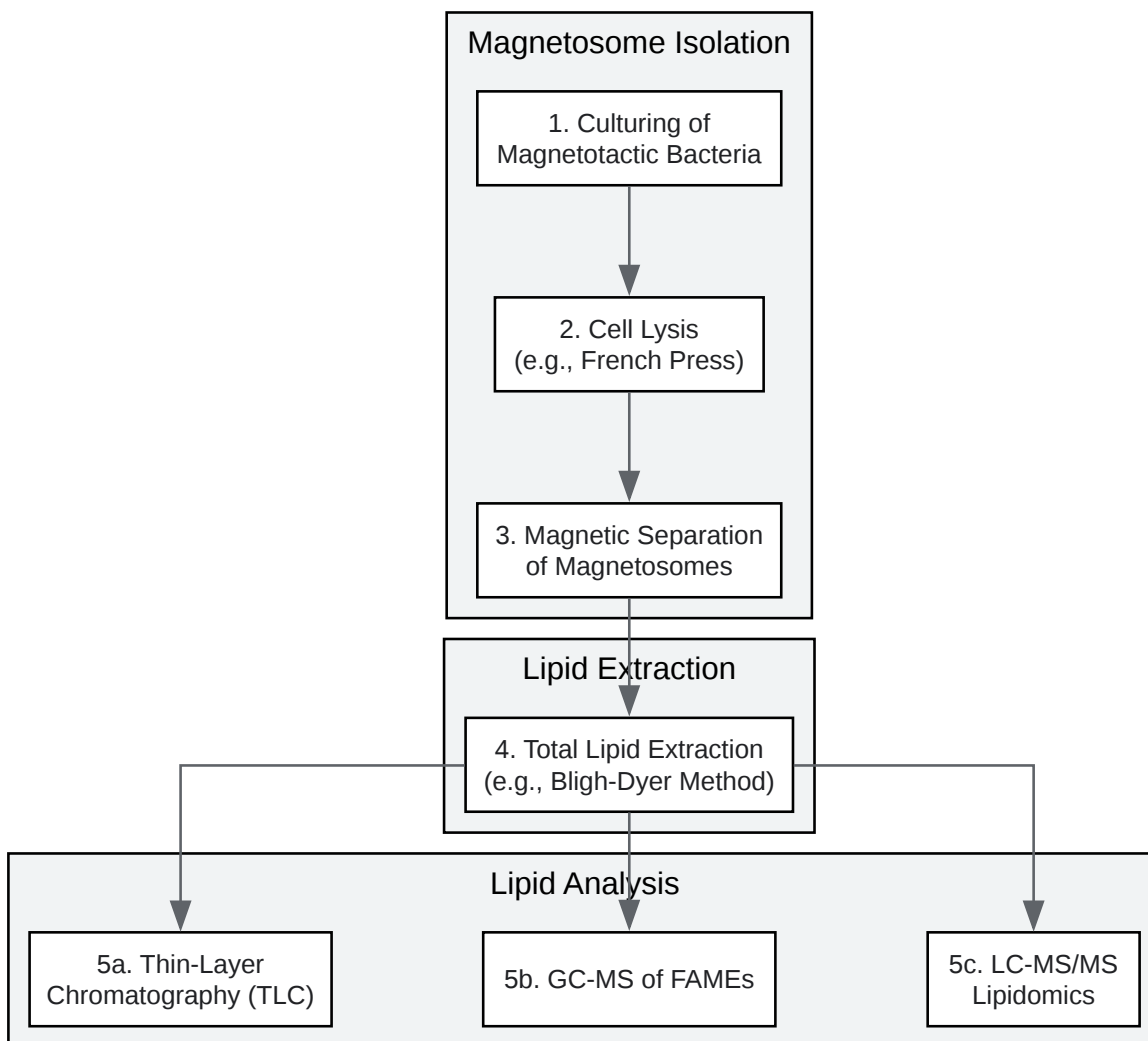 Magnetosome Isolation
1. Culturing of
Magnetotactic Bacteria
2. Cell Lysis
(e.g., French Press)
3. Magnetic Separation
of Magnetosomes
Lipid Extraction
4. Total Lipid Extraction
(e.g., Bligh-Dyer Method)
Lipid Analysis
5a. Thin-Layer
Chromatography (TLC)
5b. GC-MS of FAMEs
5c. LC-MS/MS
Lipidomics